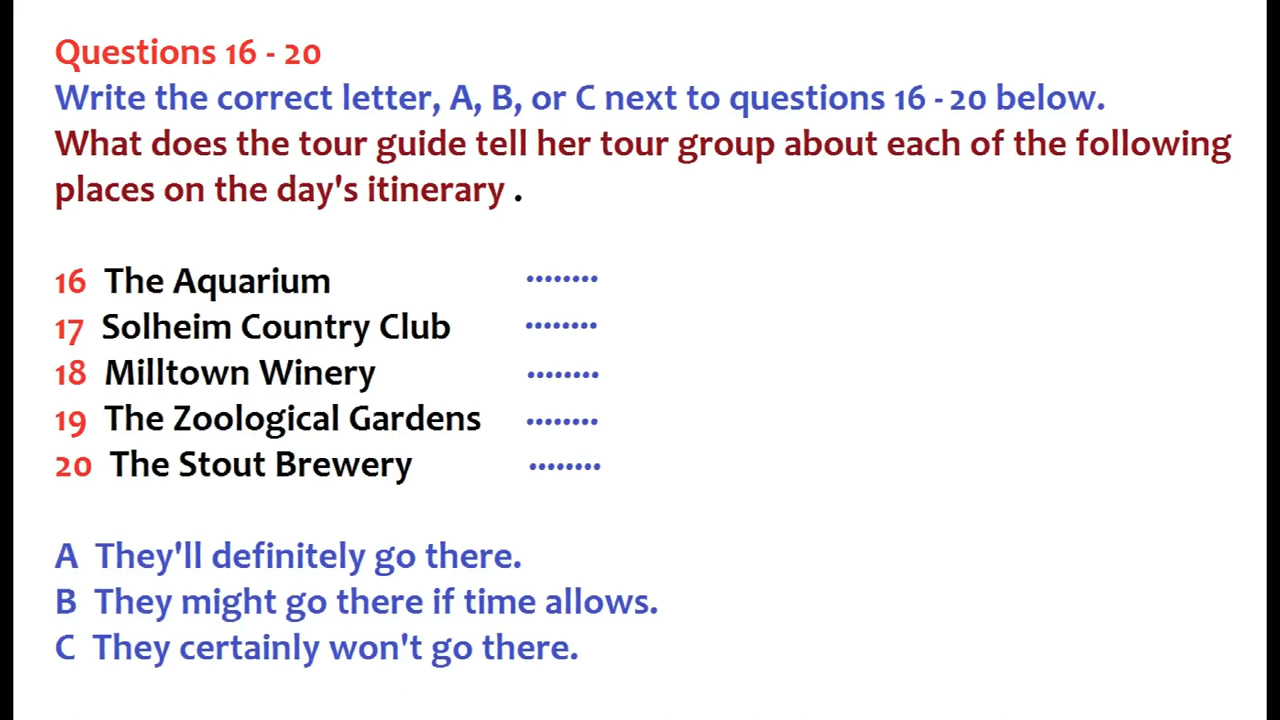 Questions 16 - 20
Write the correct letter, A, B, or C next to questions 16 - 20 below.
What does the tour guide tell her tour group about each of the following
places on the day's itinerary .
16 The Aquarium ........
17 Solheim Country Club ........
18 Milltown Winery ........
19 The Zoological Gardens ........
20 The Stout Brewery ........
A They'll definitely go there.
B They might go there if time allows.
C They certainly won't go there.